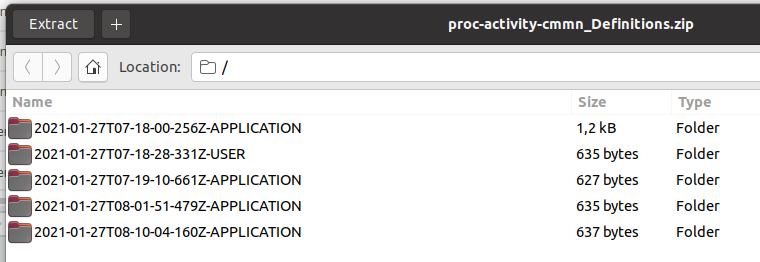 Extract + proc-activity-cmmn_Definitions.zip
Location: /
Name Size Type
2021-01-27T07-18-00-256Z-APPLICATION 1,2 kB Folder
2021-01-27T07-18-28-331Z-USER 635 bytes Folder
2021-01-27T07-19-10-661Z-APPLICATION 627 bytes Folder
2021-01-27T08-01-51-479Z-APPLICATION 635 bytes Folder
2021-01-27T08-10-04-160Z-APPLICATION 637 bytes Folder